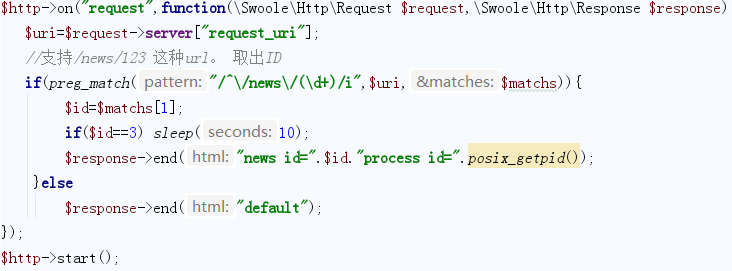 $http->on("request",function(\Swoole\Http\Request $request,\Swoole\Http\Response $response)
$uri=$request->server["request_uri"];
//支持/news/123 这种url。 取出ID
if(preg_match( pattern: "/^\/news\/(\d+)/i",$uri, &matches: $matchs)){
$id=$matchs[1];
if($id==3) sleep( seconds: 10);
$response->end( html: "news id=".$id."process id=".posix_getpid());
}else
$response->end( html: "default");
});
$http->start();